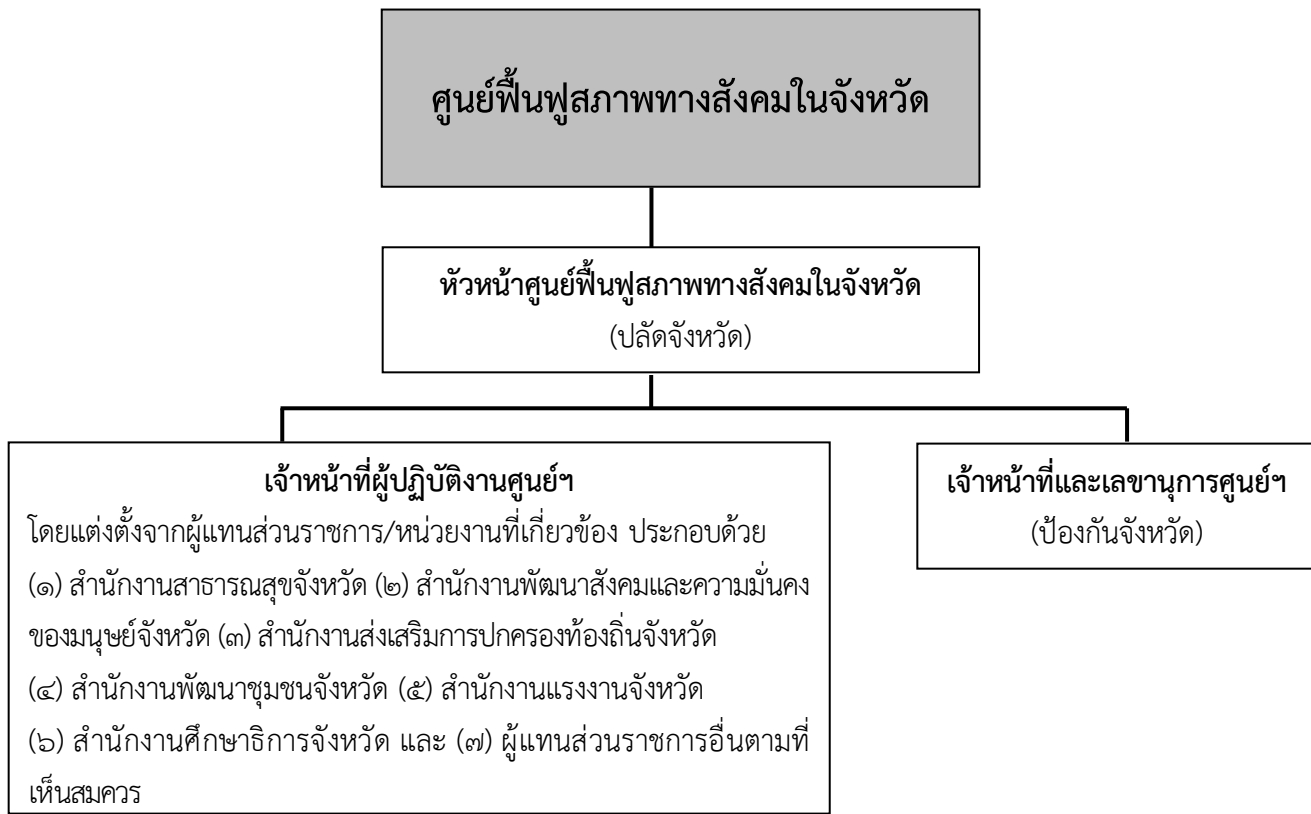 ศูนย์ฟื้นฟูสภาพทางสังคมในจังหวัด
หัวหน้าศูนย์ฟื้นฟูสภาพทางสังคมในจังหวัด
(ปลัดจังหวัด)
เจ้าหน้าที่ผู้ปฏิบัติงานศูนย์ฯ
โดยแต่งตั้งจากผู้แทนส่วนราชการ/หน่วยงานที่เกี่ยวข้อง ประกอบด้วย
(๑) สำนักงานสาธารณสุขจังหวัด (๒) สำนักงานพัฒนาสังคมและความมั่นคง
ของมนุษย์จังหวัด (๓) สำนักงานส่งเสริมการปกครองท้องถิ่นจังหวัด
(๔) สำนักงานพัฒนาชุมชนจังหวัด (๕) สำนักงานแรงงานจังหวัด
(๖) สำนักงานศึกษาธิการจังหวัด และ (๗) ผู้แทนส่วนราชการอื่นตามที่
เห็นสมควร
เจ้าหน้าที่และเลขานุการศูนย์ฯ
(ป้องกันจังหวัด)